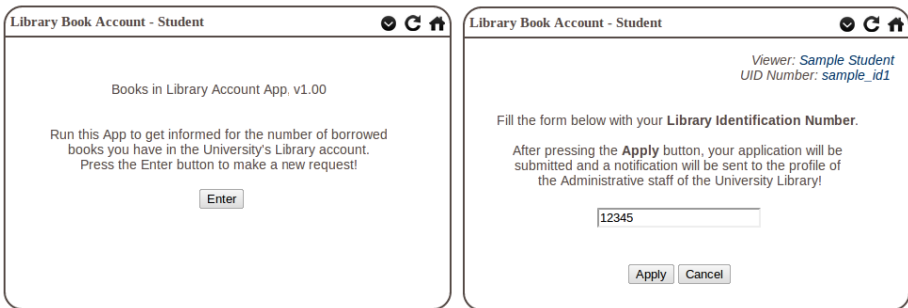 Library Book Account - Student
Books in Library Account App, v1.00
Run this App to get informed for the number of borrowed
books you have in the University's Library account.
Press the Enter button to make a new request!
Enter
Library Book Account - Student
Viewer: Sample Student
UID Number: sample_id1
Fill the form below with your Library Identification Number.
After pressing the Apply button, your application will be
submitted and a notification will be sent to the profile of
the Administrative staff of the University Library!
12345
Apply Cancel